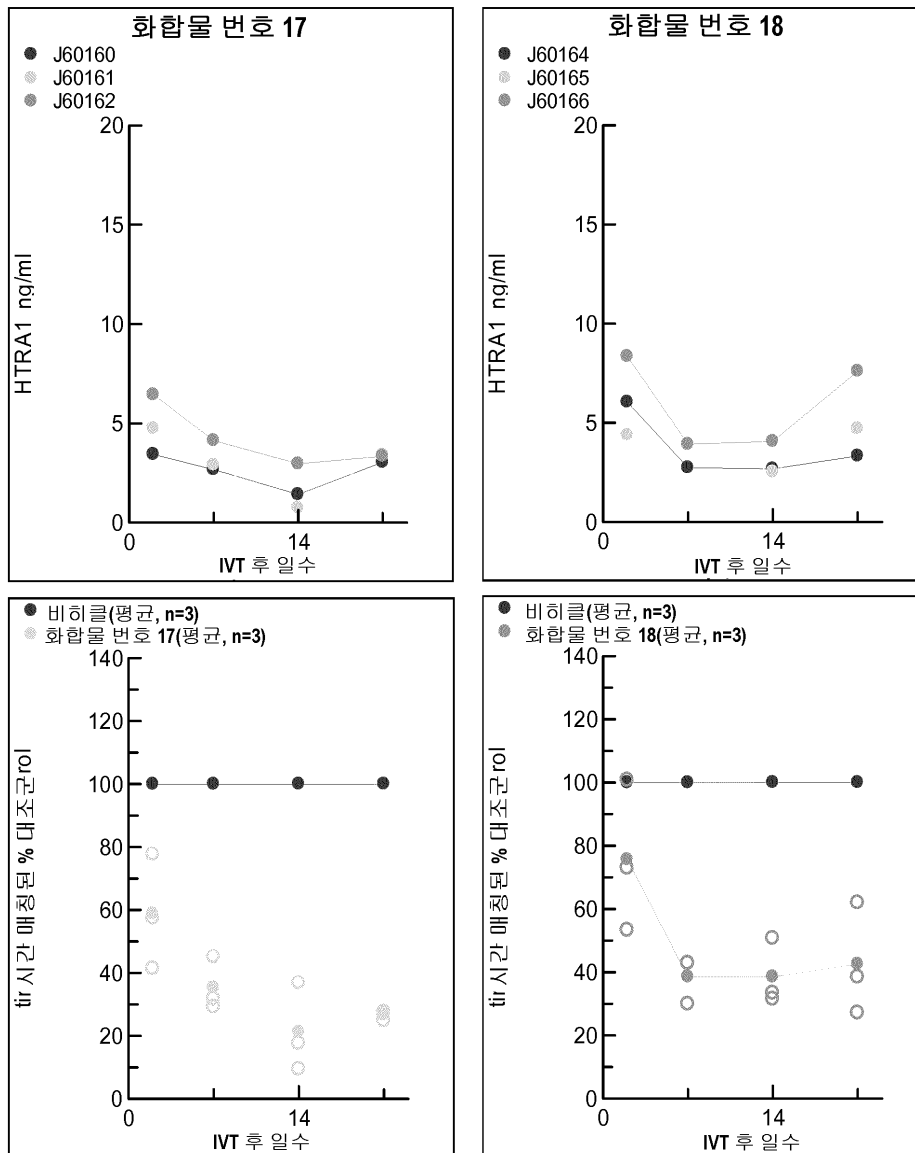 화합물 번호 17
J60160
J60161
J60162
20
15
10
5
0
HTRA1 ng/ml
0
14
IVT 후 일수
화합물 번호 18
J60164
J60165
J60166
20
15
10
5
0
HTRA1 ng/ml
0
14
IVT 후 일수
비히클(평균, n=3)
화합물 번호 17(평균, n=3)
140
120
100
80
60
40
20
0
tir 시간 매칭된 % 대조군rol
0
14
IVT 후 일수
비히클(평균, n=3)
화합물 번호 18(평균, n=3)
140
120
100
80
60
40
20
0
tir 시간 매칭된 % 대조군rol
0
14
IVT 후 일수